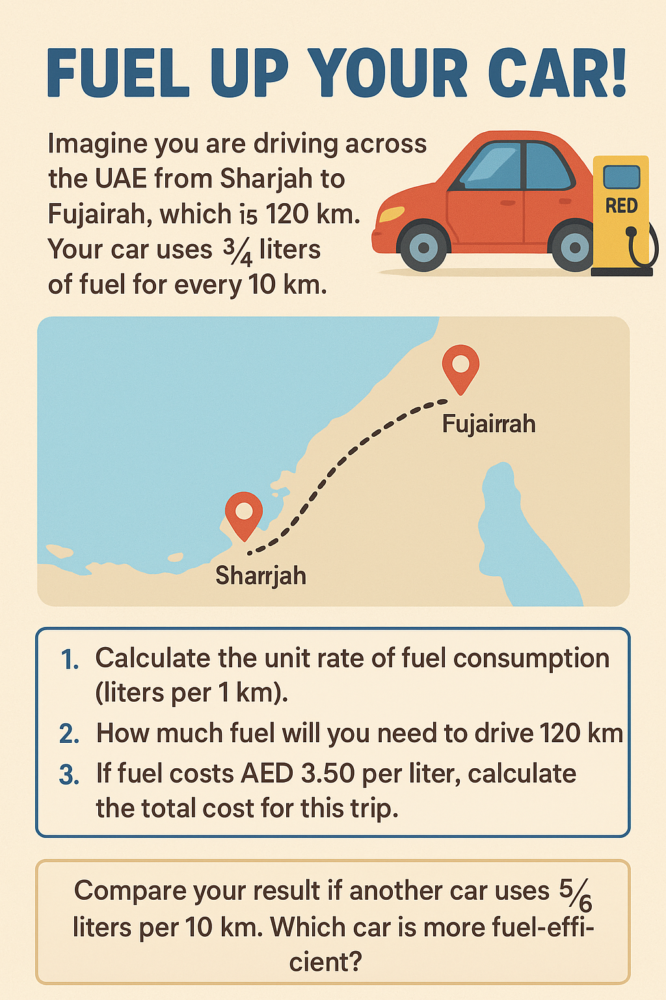 FUEL UP YOUR CAR!
Imagine you are driving across
the UAE from Sharjah to
Fujairah, which i5 120 km.
Your car uses 3/4 liters
of fuel for every 10 km.
RED
Fujairrah
Sharrjah
1. Calculate the unit rate of fuel consumption
(liters per 1 km).
2. How much fuel will you need to drive 120 km
3. If fuel costs AED 3.50 per liter, calculate
the total cost for this trip.
Compare your result if another car uses 5/6
liters per 10 km. Which car is more fuel-effi-
cient?